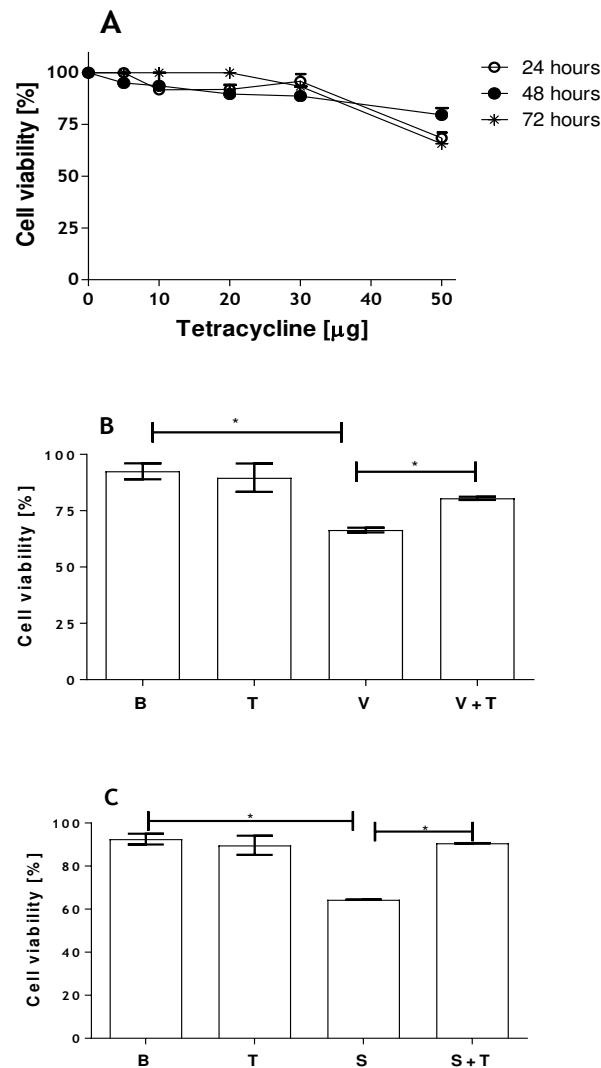 A
Cell viability [%]
100
75
50
25
0
0 10 20 30 40 50
Tetracycline [μg]
24 hours
48 hours
72 hours
B
*
*
Cell viability [%]
100
75
50
25
0
B T V V + T
C
*
*
Cell viability [%]
100
80
60
40
20
0
B T S S + T